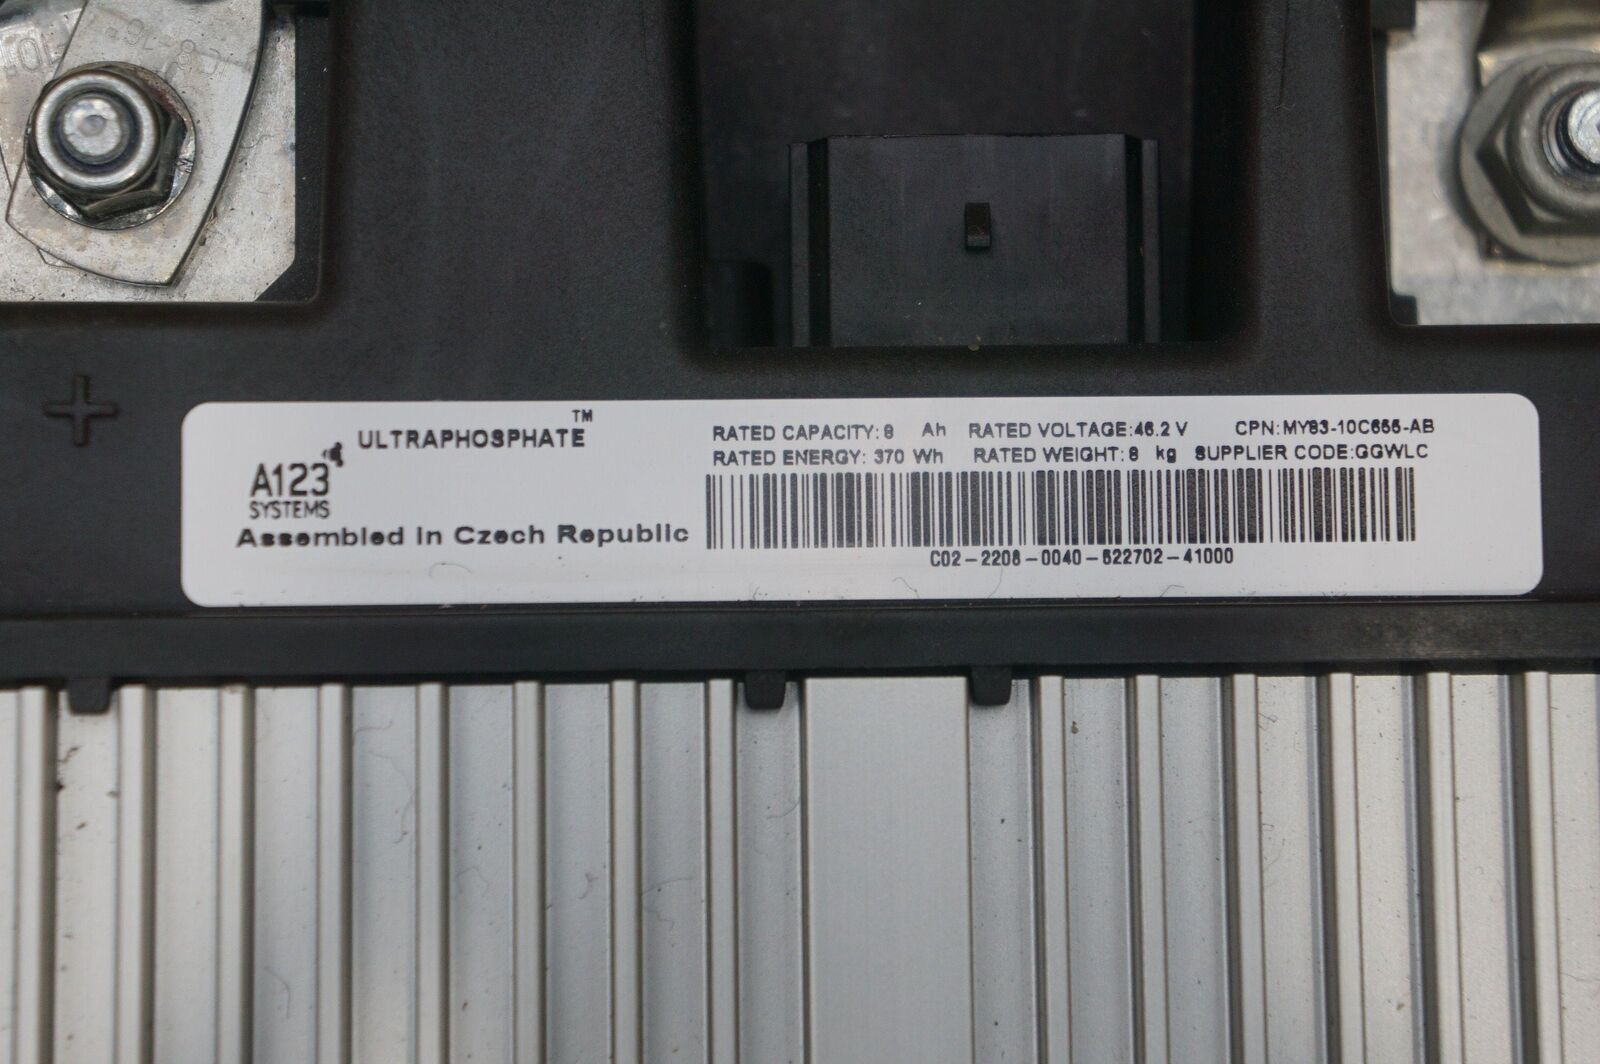 ULTRAPHOSPHATE™
A123
SYSTEMS
Assembled in Czech Republic
RATED CAPACITY:8 Ah RATED VOLTAGE:46.2 V CPN:MY83-10C655-AB
RATED ENERGY: 370 Wh RATED WEIGHT:8 kg SUPPLIER CODE:GGWLC
C02-2208-0040-622702-41000
+